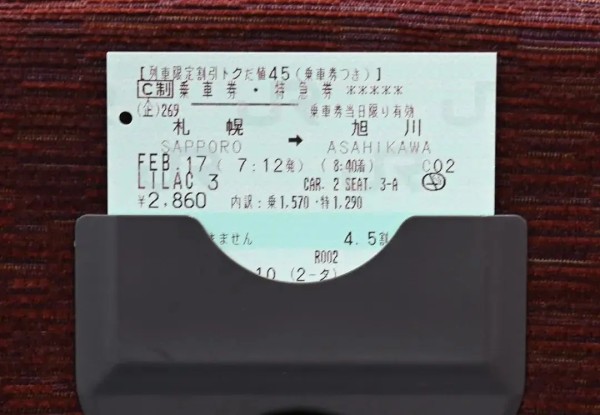 [列車限定割引トクだ値45(乗車券つき)]
C制 乗車券・特急券 *****
(企)269 乗車券当日限り有効
札幌 → 旭川
SAPPORO ASAHIKAWA
FEB.17( 7:12発) ( 8:40着) C02
LILAC 3 CAR. 2 SEAT. 3-A
¥2,860 内訳:乗1,570・特1,290
ません 4.5割
R002
10 (2-タ)